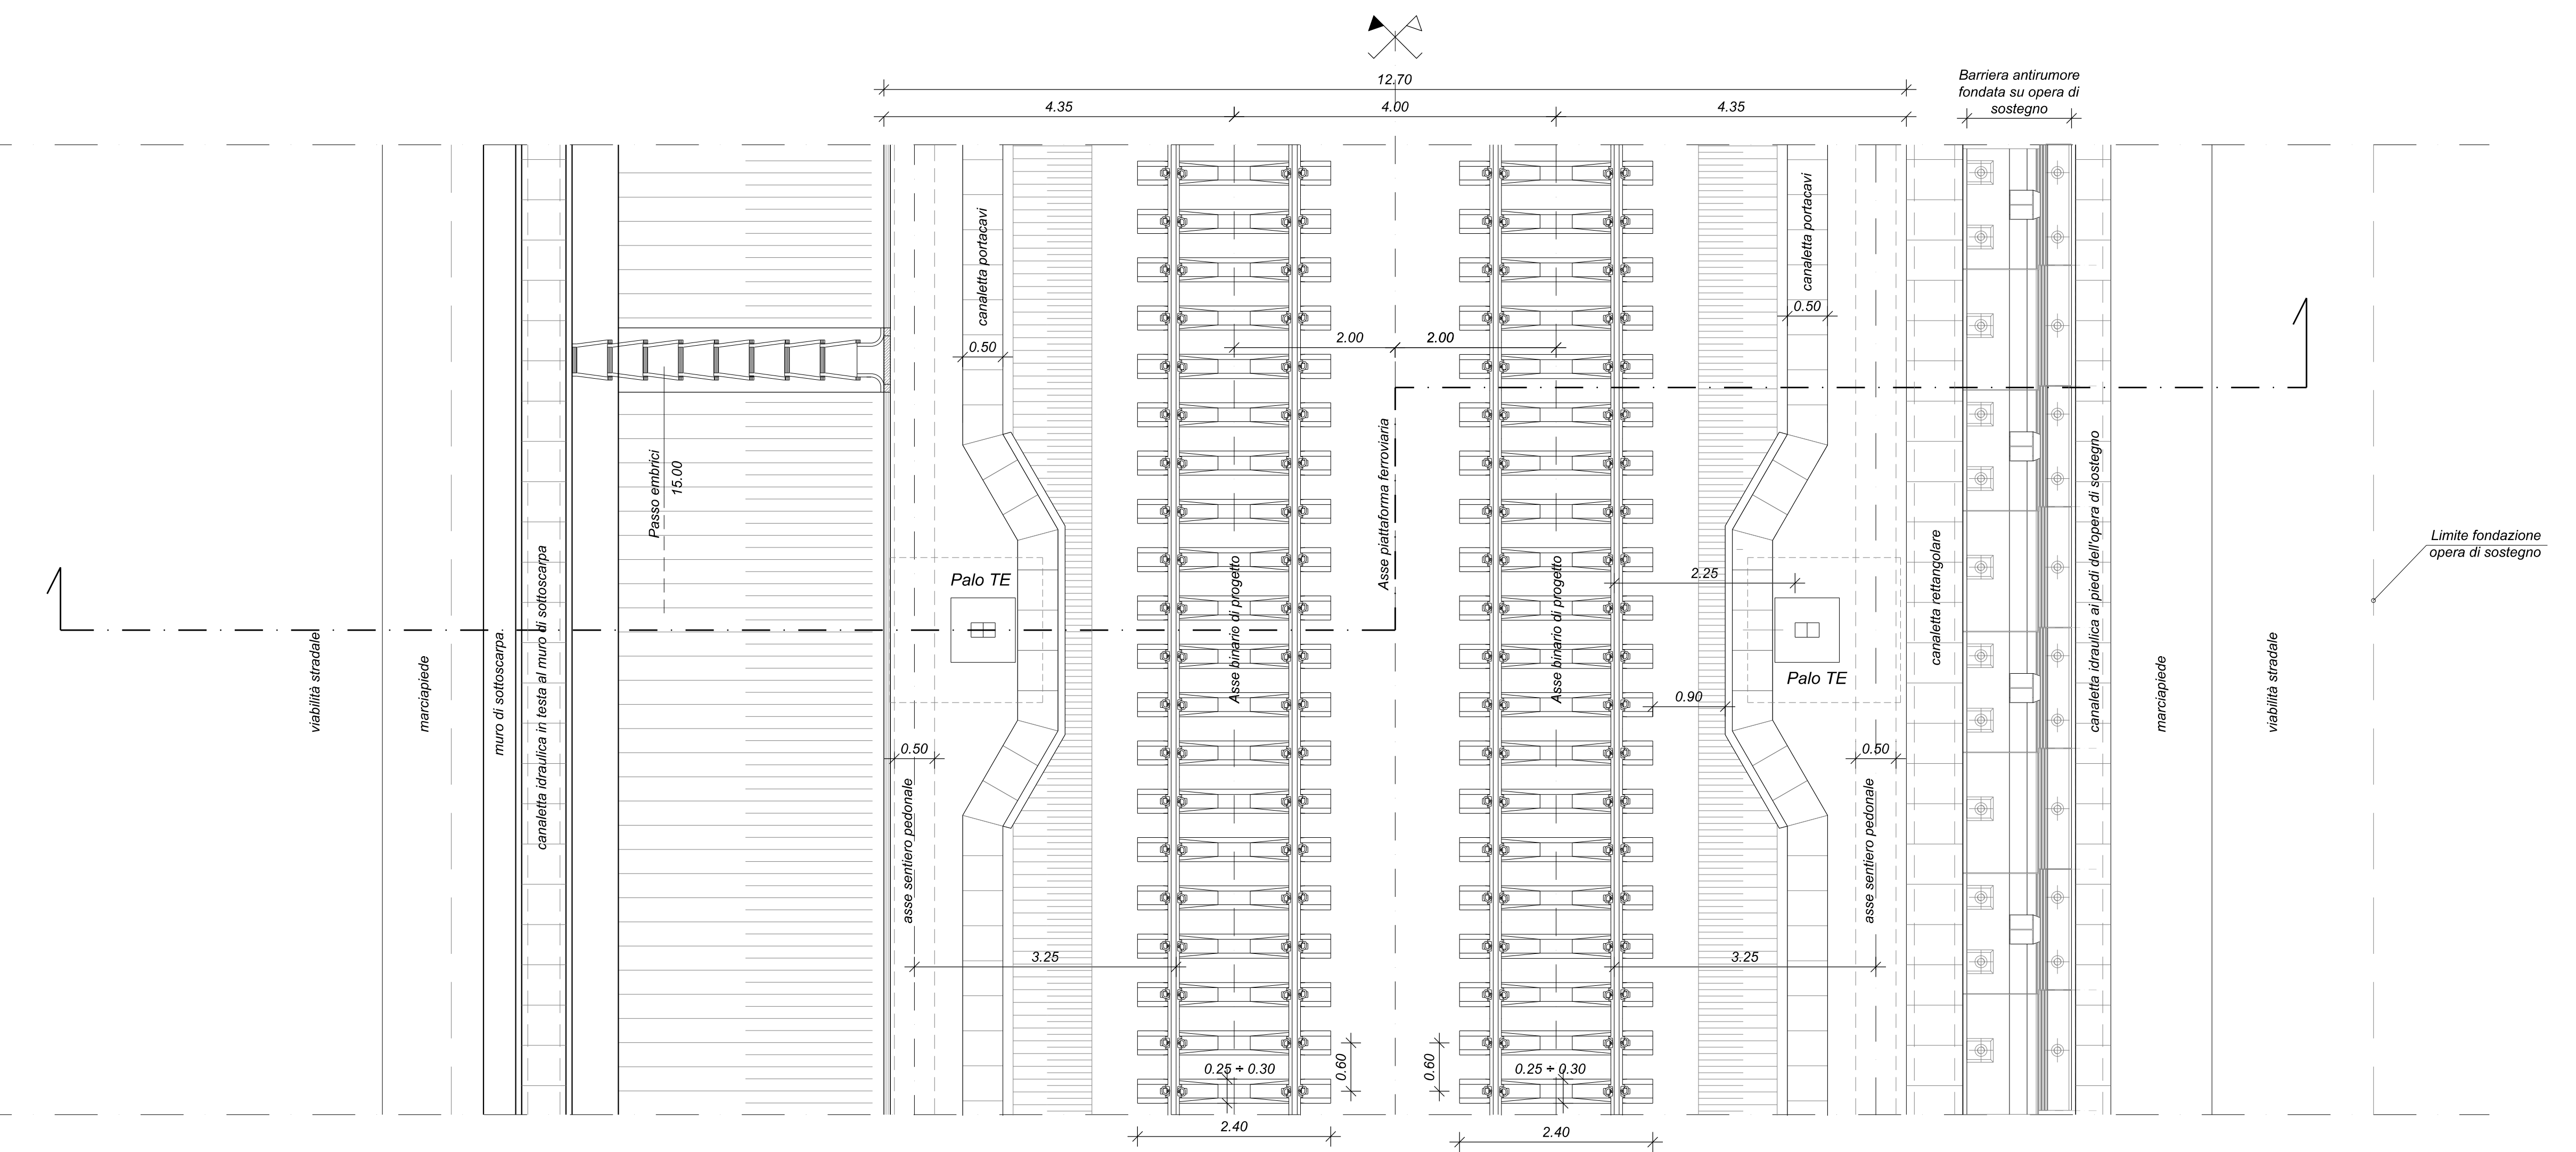 12.70
4.35
4.00
4.35
Barriera antirumore
fondata su opera di
sostegno
canaletta portacavi
canaletta portacavi
0.50
0.50
2.00
2.00
Passo embrici
15.00
Asse piattaforma ferroviaria
Limite fondazione
opera di sostegno
viabilità stradale
marciapiede
muro di sottoscarpa
canaletta idraulica in testa al muro di sottoscarpa
Palo TE
Asse binario di progetto
Asse binario di progetto
2.25
Palo TE
0.90
canaletta rettangolare
canaletta idraulica ai piedi dell'opera di sostegno
marciapiede
viabilità stradale
0.50
0.50
asse sentiero pedonale
asse sentiero pedonale
3.25
3.25
0.25 ÷ 0.30
0.60
0.60
0.25 ÷ 0.30
2.40
2.40